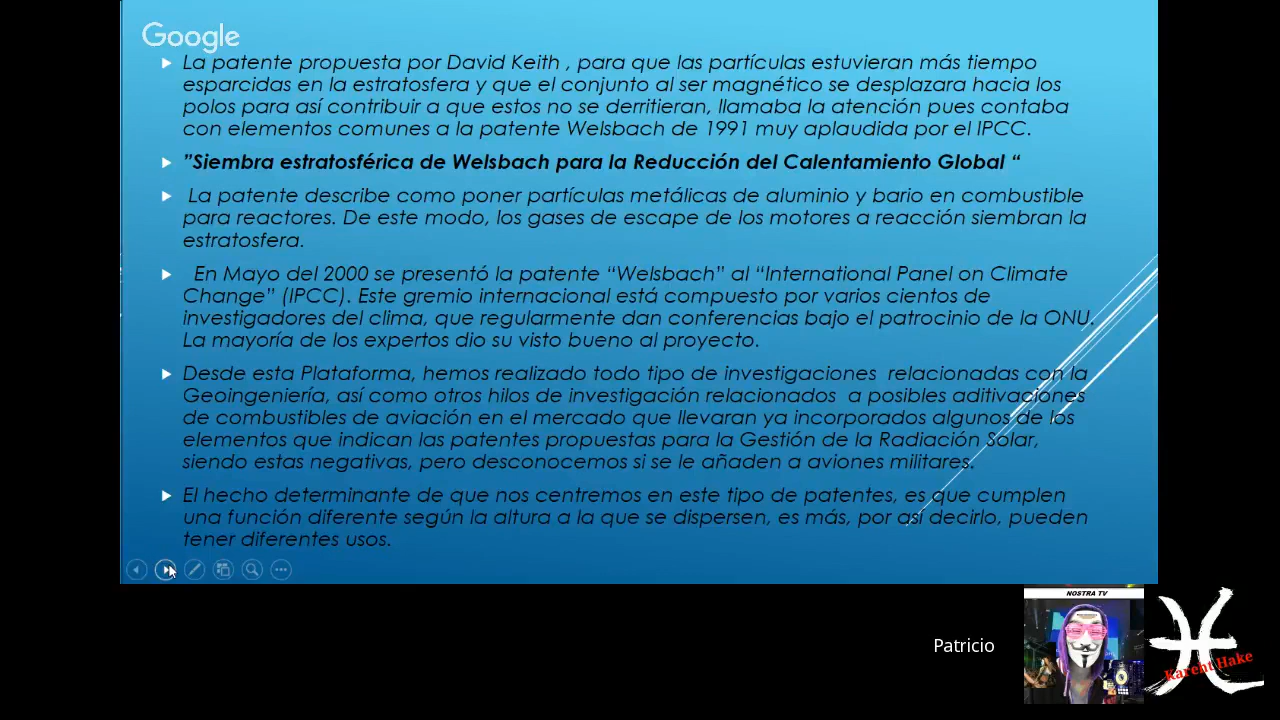 Google
La patente propuesta por David Keith , para que las partículas estuvieran más tiempo
esparcidas en la estratosfera y que el conjunto al ser magnético se desplazara hacia los
polos para así contribuir a que estos no se derritieran, llamaba la atención pues contaba
con elementos comunes a la patente Welsbach de 1991 muy aplaudida por el IPCC.
"Siembra estratosférica de Welsbach para la Reducción del Calentamiento Global “
La patente describe como poner partículas metálicas de aluminio y bario en combustible
para reactores. De este modo, los gases de escape de los motores a reacción siembran la
estratosfera.
En Mayo del 2000 se presentó la patente “Welsbach” al “International Panel on Climate
Change” (IPCC). Este gremio internacional está compuesto por varios cientos de
investigadores del clima, que regularmente dan conferencias bajo el patrocinio de la ONU.
La mayoría de los expertos dio su visto bueno al proyecto.
Desde esta Plataforma, hemos realizado todo tipo de investigaciones relacionadas con la
Geoingeniería, así como otros hilos de investigación relacionados a posibles aditivaciones
de combustibles de aviación en el mercado que llevaran ya incorporados algunos de los
elementos que indican las patentes propuestas para la Gestión de la Radiación Solar,
siendo estas negativas, pero desconocemos si se le añaden a aviones militares.
El hecho determinante de que nos centremos en este tipo de patentes, es que cumplen
una función diferente según la altura a la que se dispersen, es más, por así decirlo, pueden
tener diferentes usos.
NOSTRA TV
Patricio
Kareht Hake